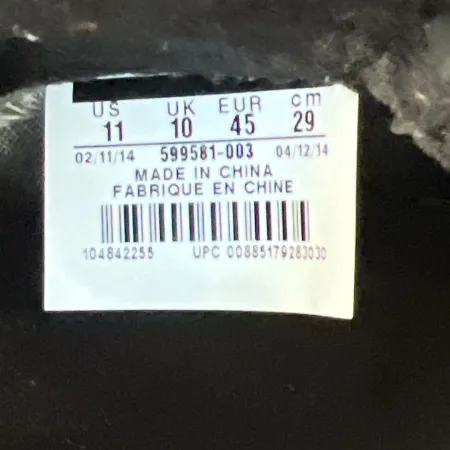 US UK EUR cm
11 10 45 29
02/11/14 599581-003 04/12/14
MADE IN CHINA
FABRIQUE EN CHINE
104842255 UPC 00885179283030